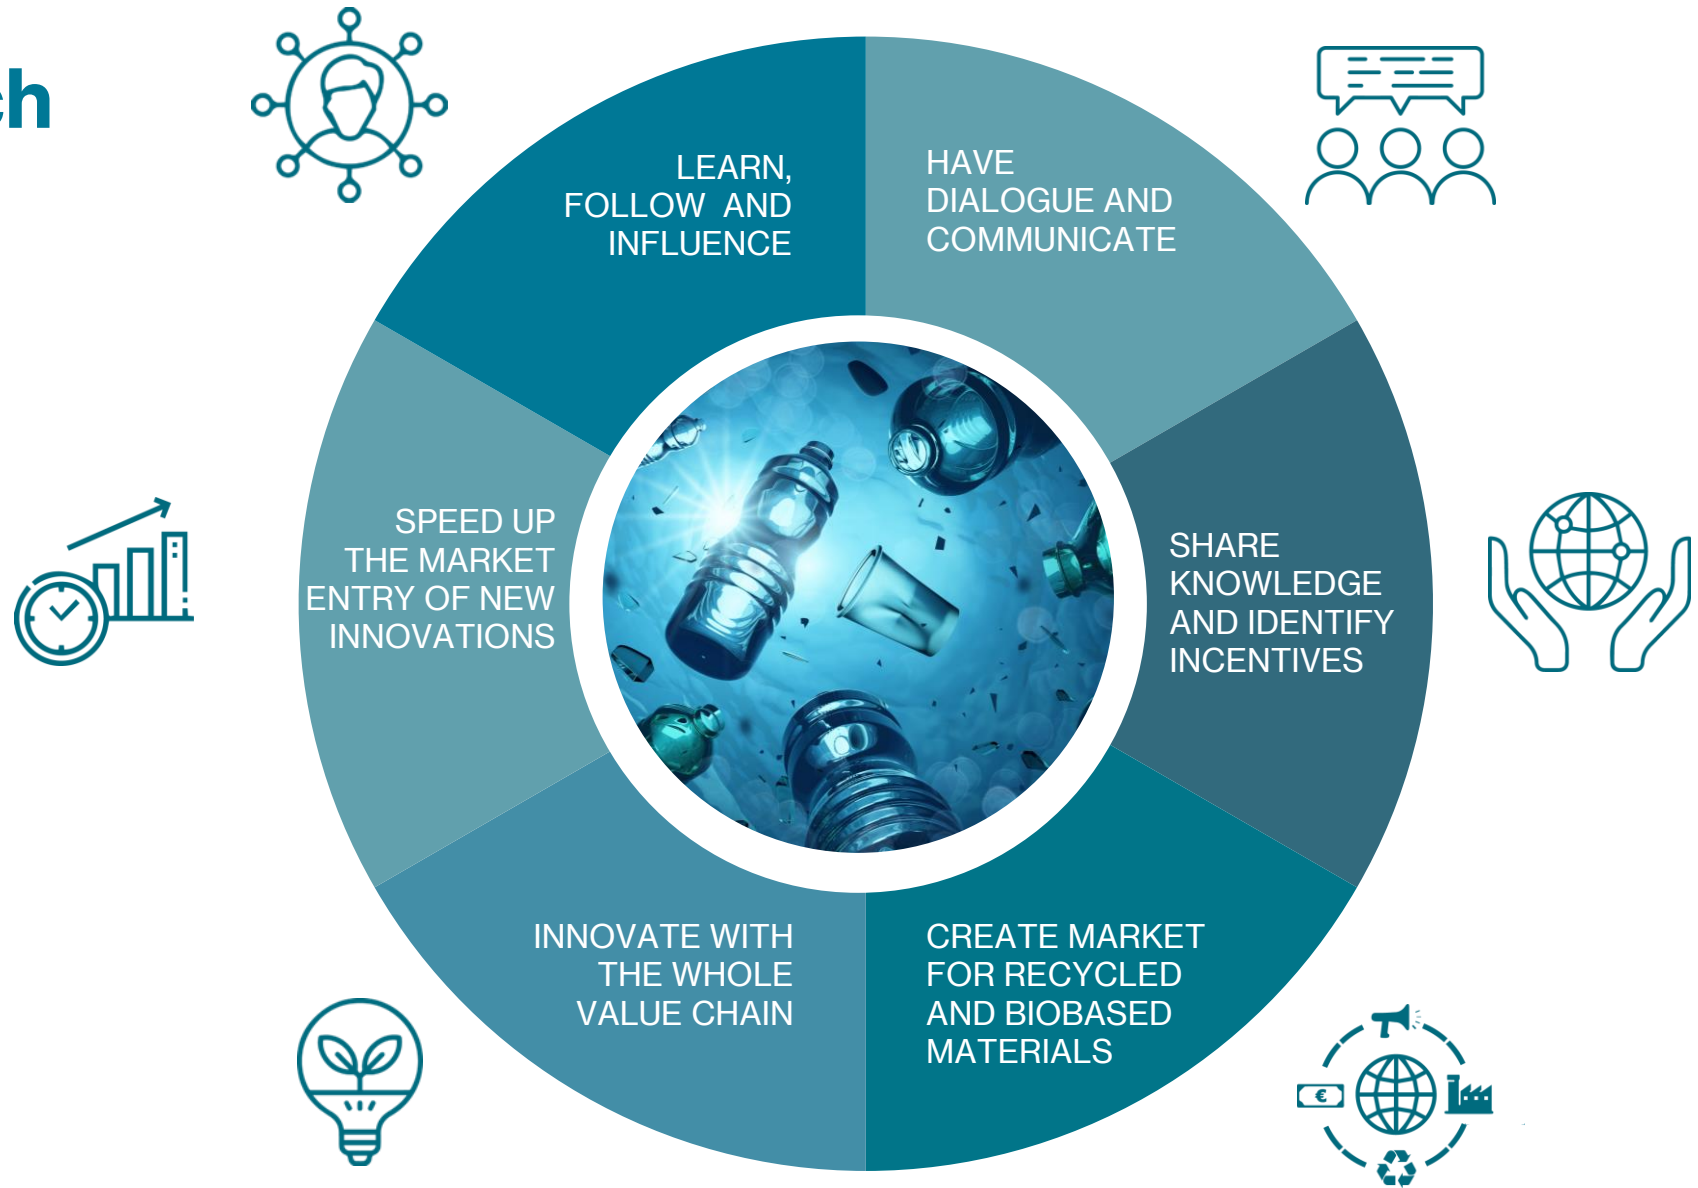 ch
LEARN,
FOLLOW AND
INFLUENCE
HAVE
DIALOGUE AND
COMMUNICATE
SPEED UP
THE MARKET
ENTRY OF NEW
INNOVATIONS
SHARE
KNOWLEDGE
AND IDENTIFY
INCENTIVES
INNOVATE WITH
THE WHOLE
VALUE CHAIN
CREATE MARKET
FOR RECYCLED
AND BIOBASED
MATERIALS
€